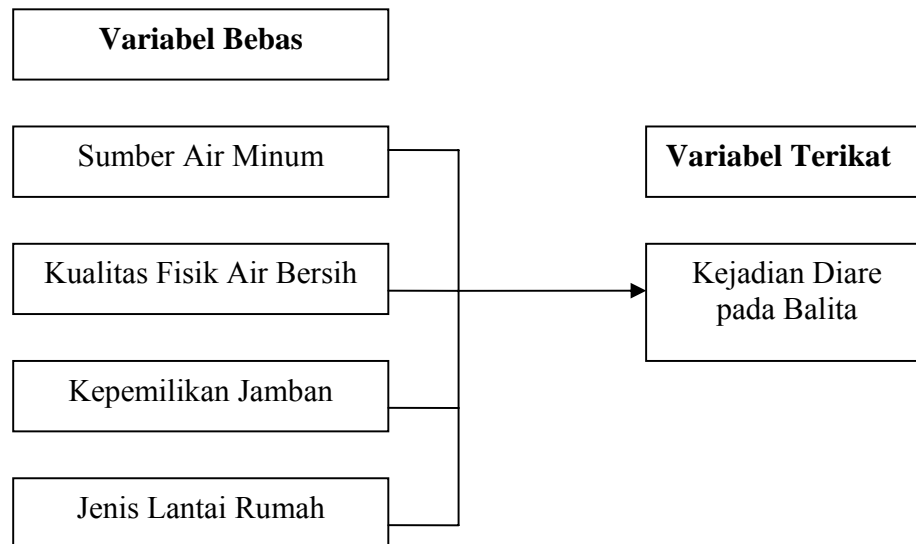 Variabel Bebas
Sumber Air Minum
Kualitas Fisik Air Bersih
Kepemilikan Jamban
Jenis Lantai Rumah
Variabel Terikat
Kejadian Diare
pada Balita